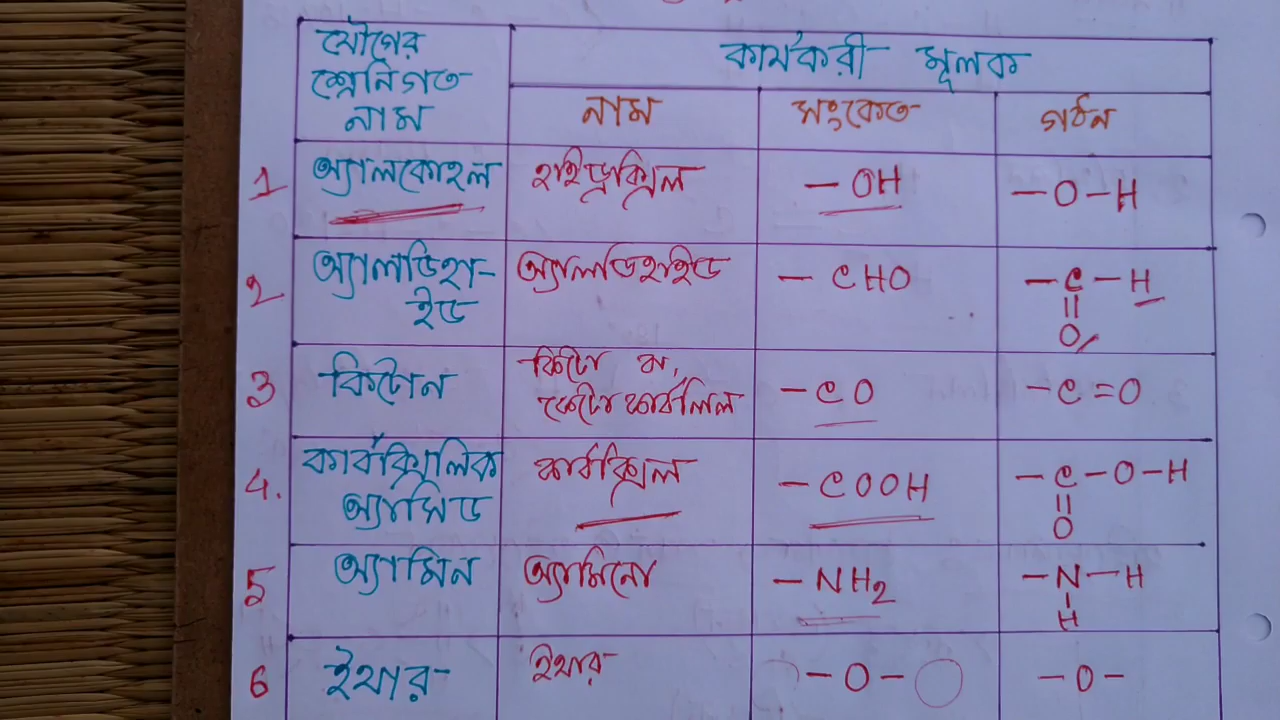 যৌগের
শ্রেনিগত
নাম
কার্যকরী মূলক
নাম
সংকেত
গঠন
1
অ্যালকোহল
হাইড্রক্সিল
– OH
– O – H
2
অ্যালডিহা-
ইড
অ্যালডিহাইড
– CHO
– C – H
||
O
3
কিটোন
কিটো বা,
কেটো কার্বনিল
– CO
– C = O
4.
কার্বক্সিলিক
অ্যাসিড
কার্বক্সিল
– COOH
– C – O – H
||
O
5
অ্যামিন
অ্যামিনো
– NH₂
– N – H
|
H
6
ইথার
ইথার
– O –
– O –